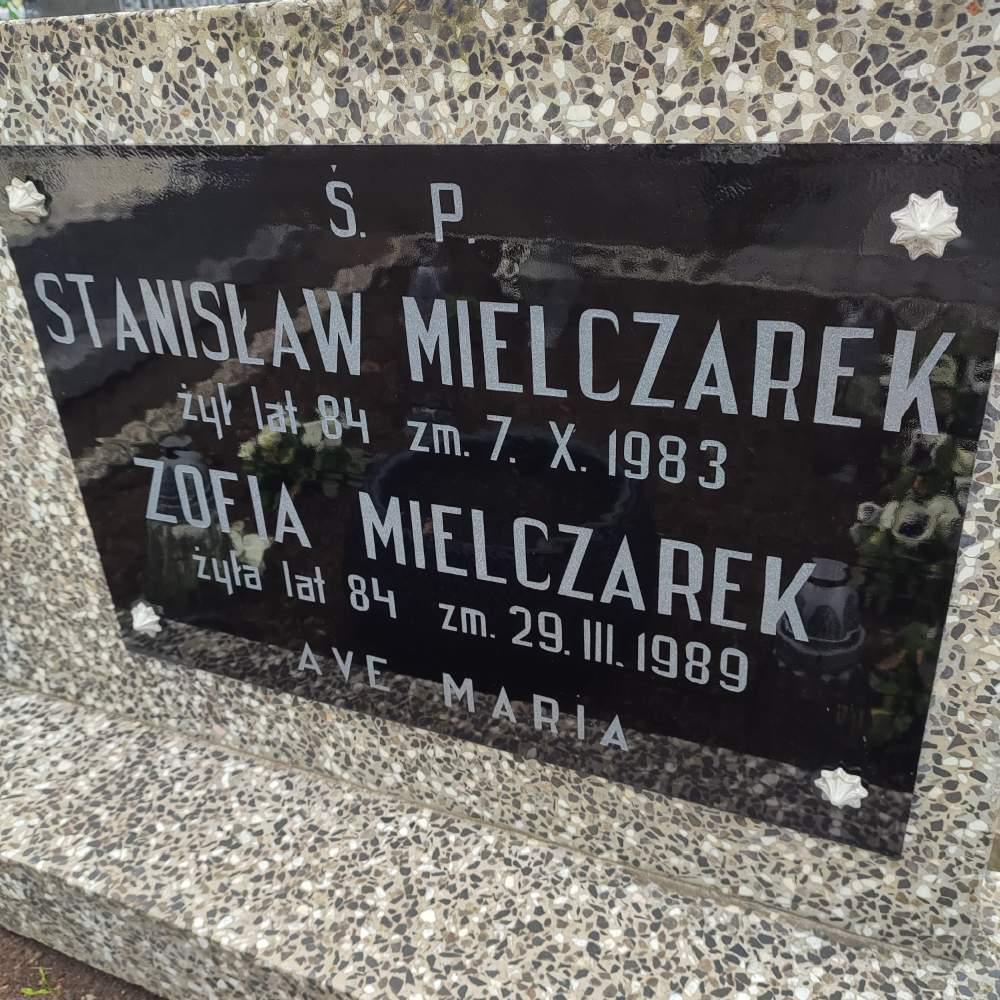 Ś. P.
STANISŁAW MIELCZAREK
żył lat 84 zm. 7. X. 1983
ZOFIA MIELCZAREK
żyła lat 84 zm. 29. III. 1989
AVE MARIA